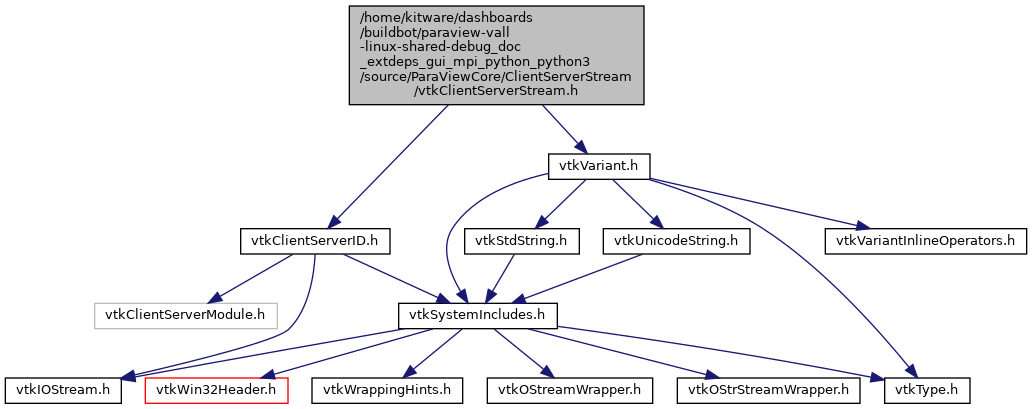 /home/kitware/dashboards
/buildbot/paraview-vall
-linux-shared-debug_doc
_extdeps_gui_mpi_python_python3
/source/ParaViewCore/ClientServerStream
/vtkClientServerStream.h
vtkVariant.h
vtkClientServerID.h
vtkStdString.h
vtkUnicodeString.h
vtkVariantInlineOperators.h
vtkClientServerModule.h
vtkSystemIncludes.h
vtkIOStream.h
vtkWin32Header.h
vtkWrappingHints.h
vtkOStreamWrapper.h
vtkOStrStreamWrapper.h
vtkType.h